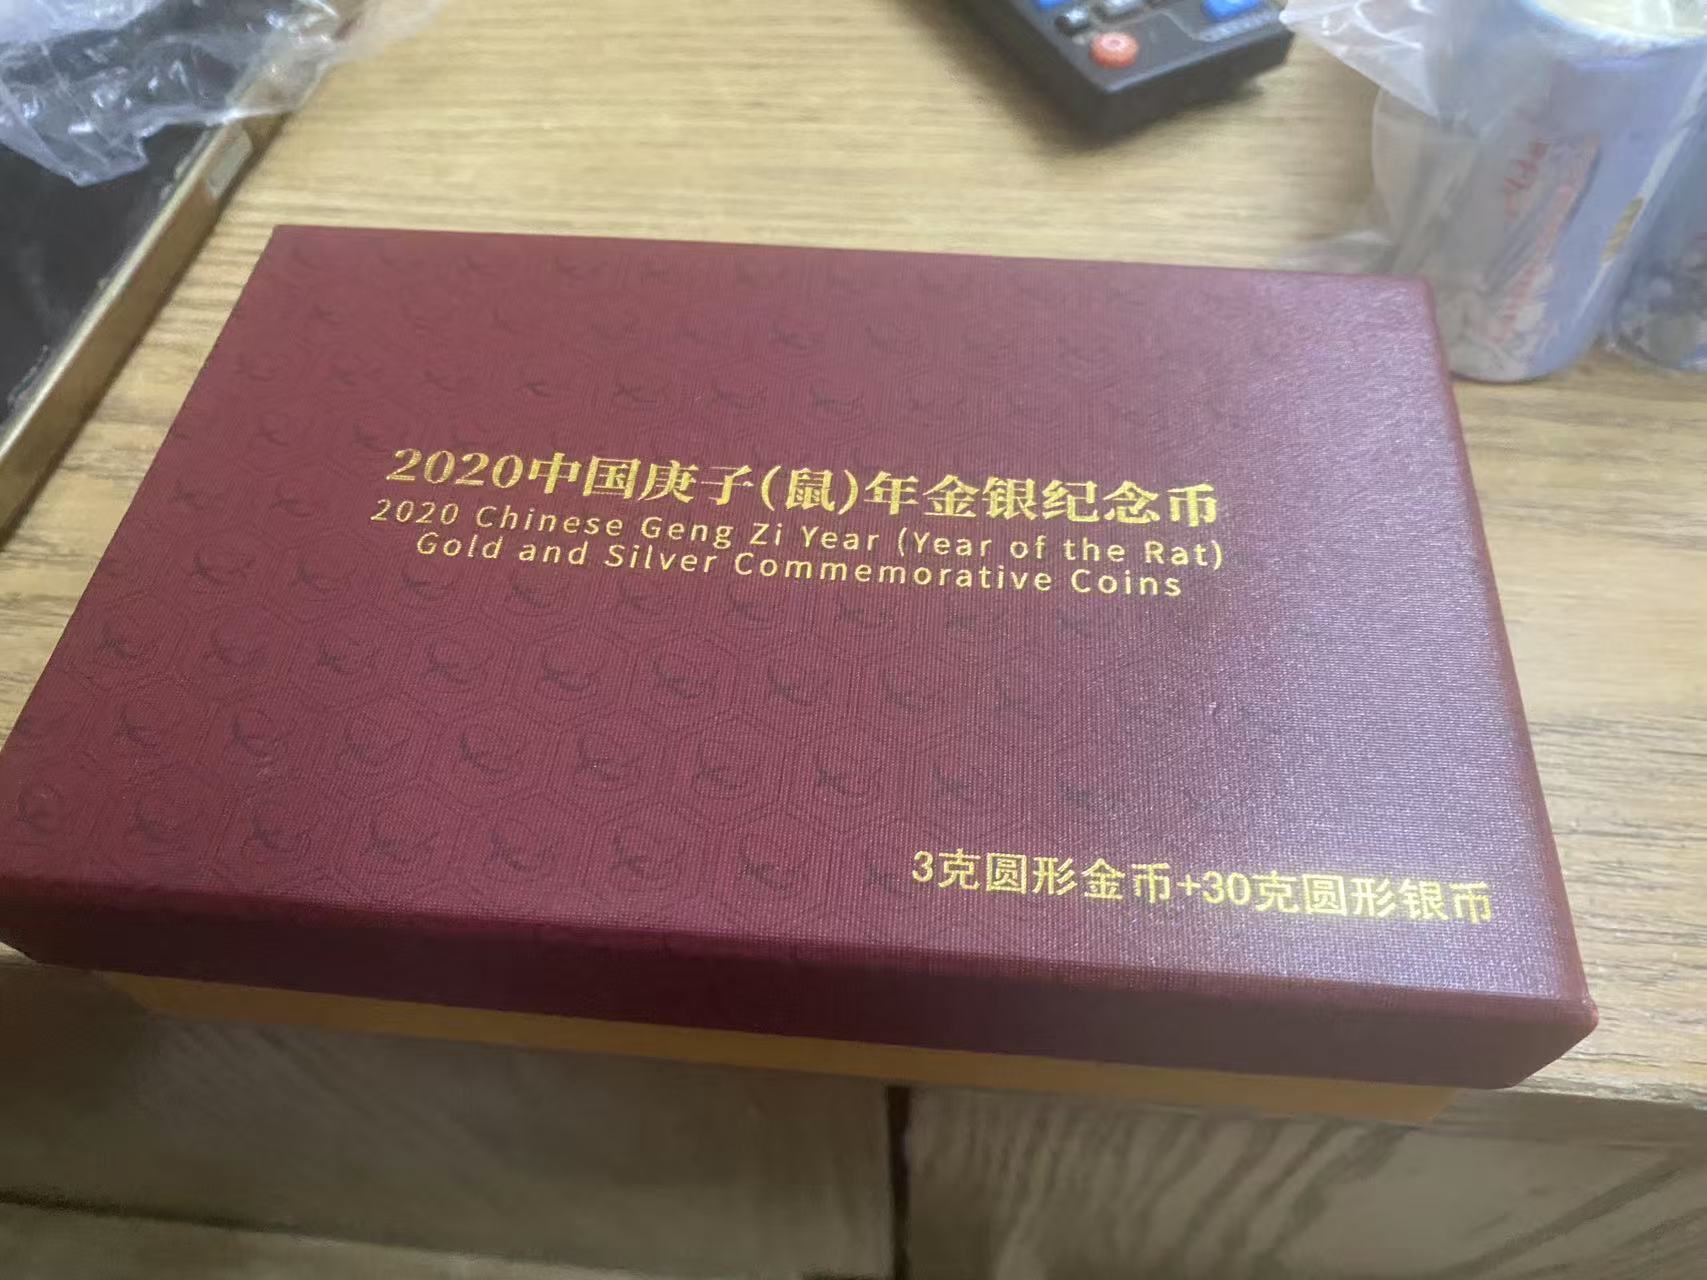 2020中国庚子(鼠)年金银纪念币
2020 Chinese Geng Zi Year (Year of the Rat)
Gold and Silver Commemorative Coins
3克圆形金币+30克圆形银币